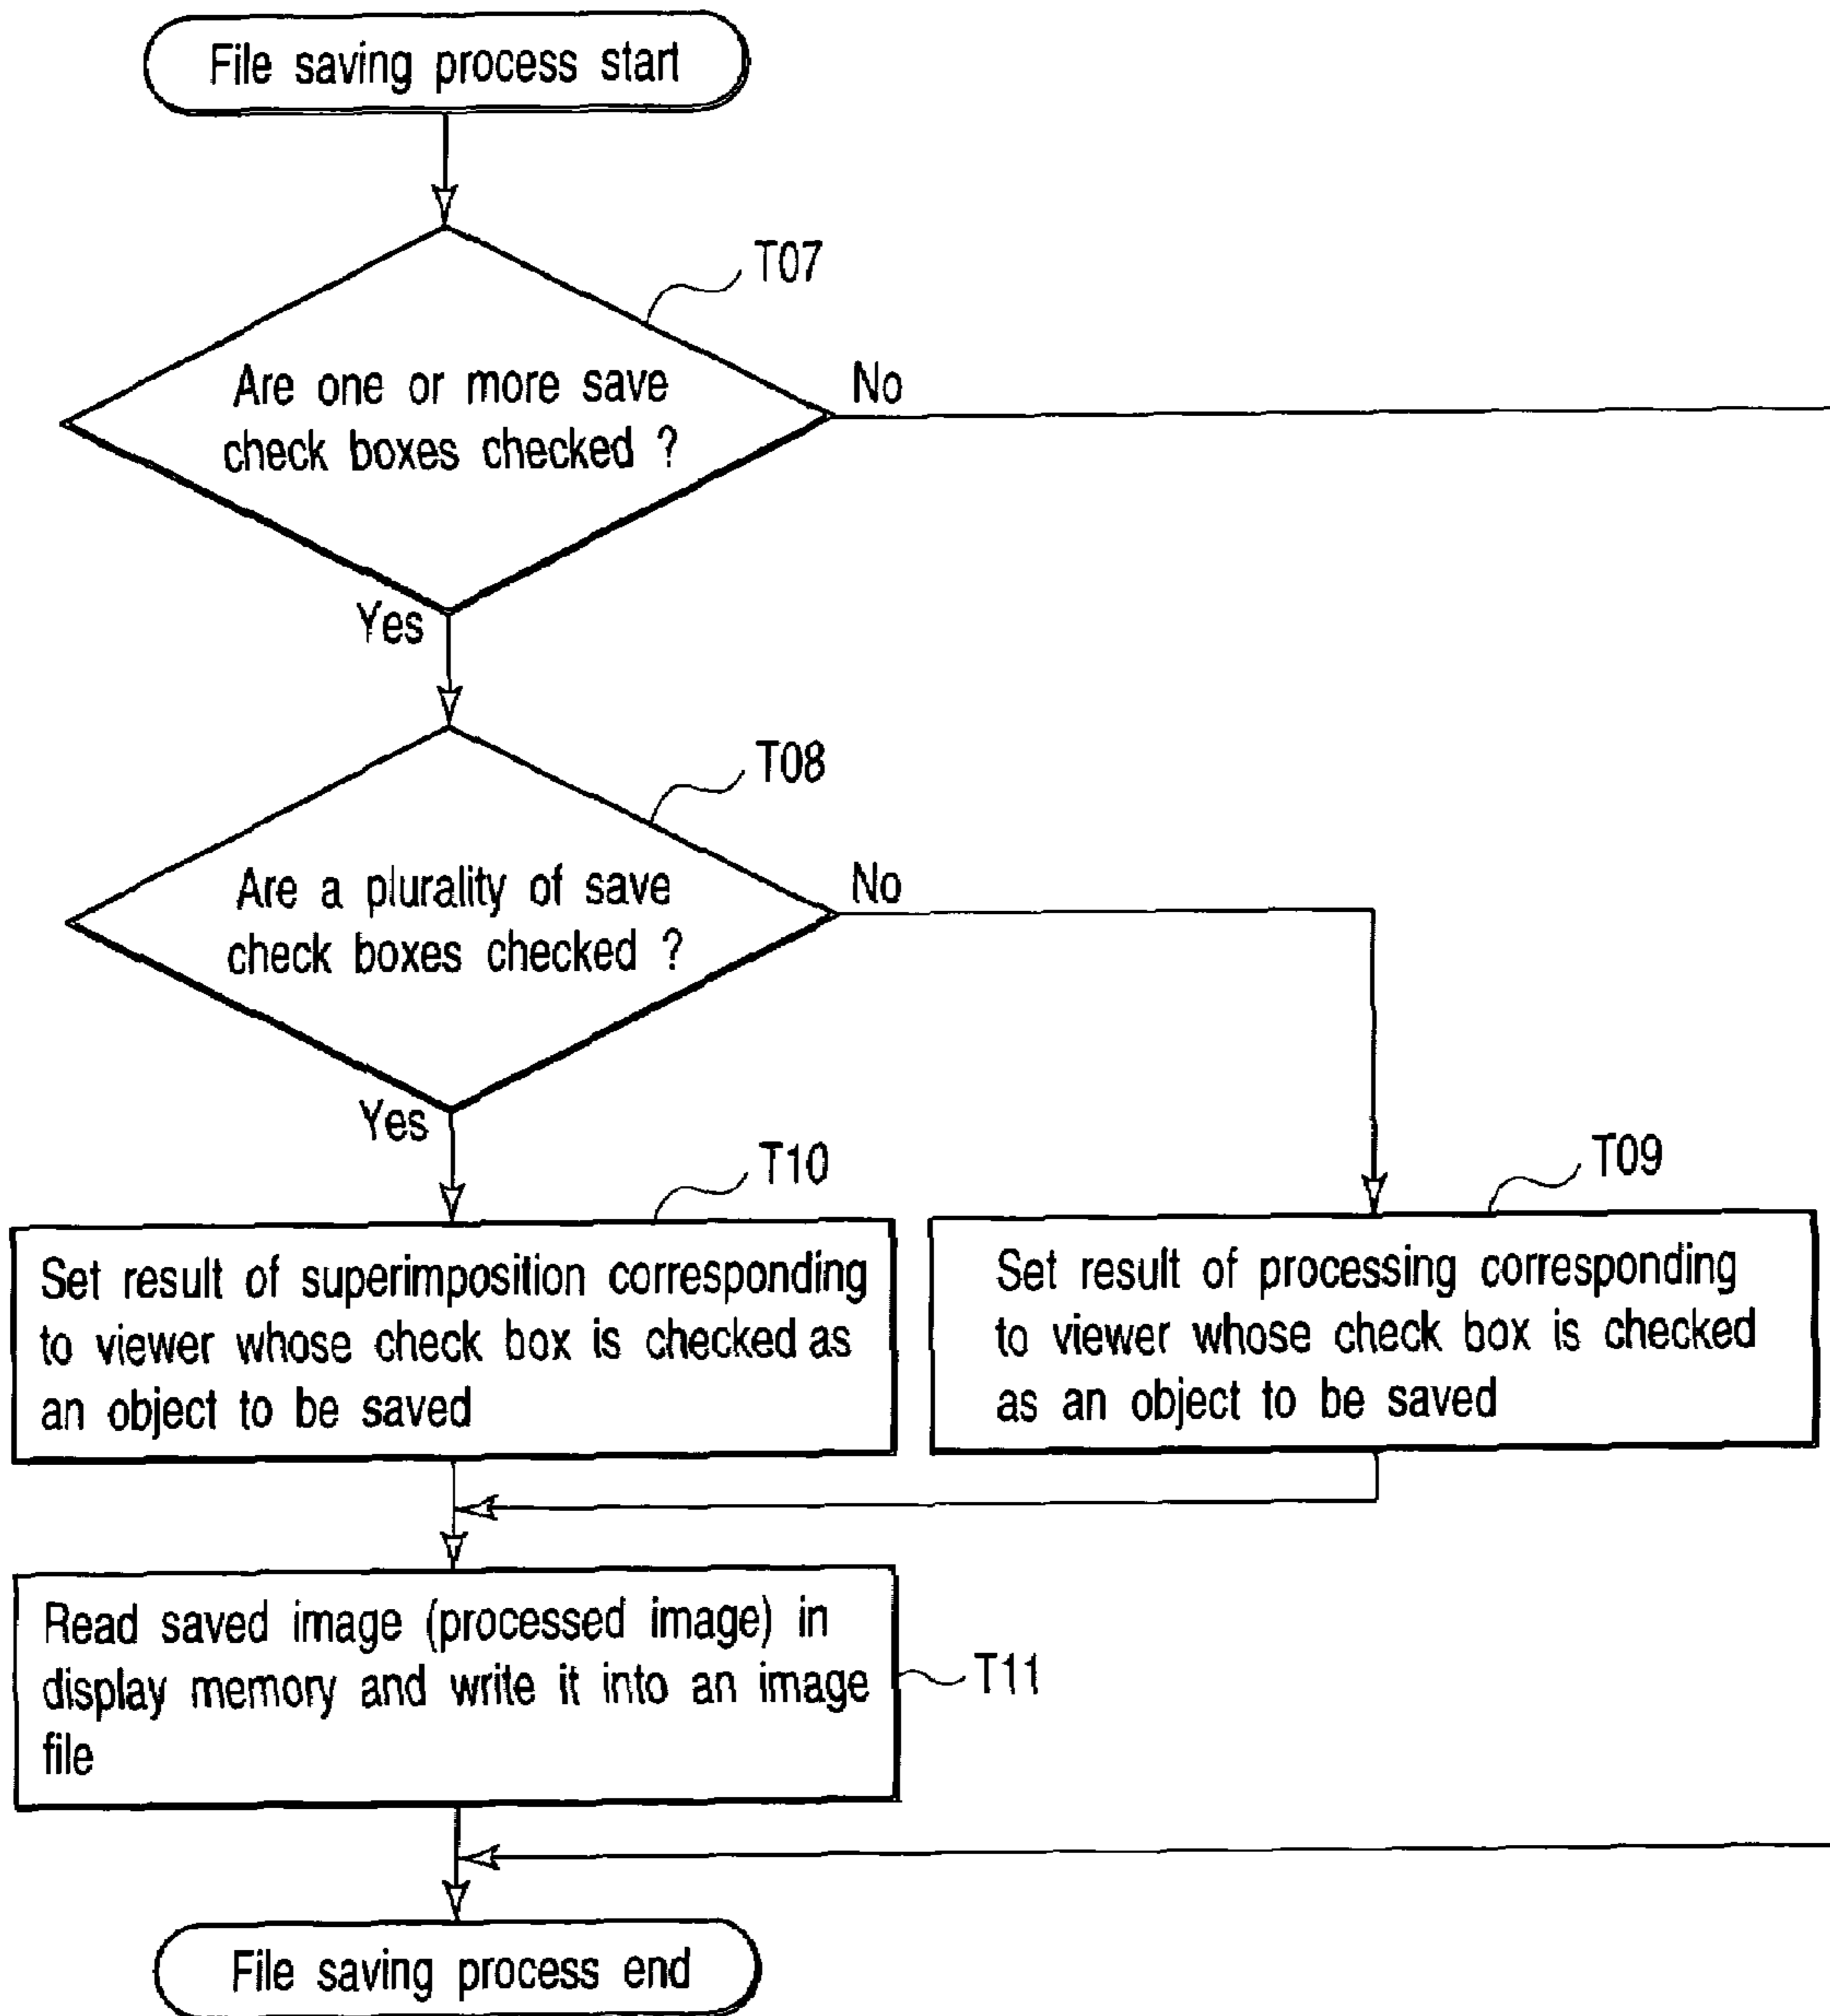 File saving process start
T07
Are one or more save
check boxes checked ?
No
Yes
T08
Are a plurality of save
check boxes checked ?
No
Yes
T10
Set result of superimposition corresponding
to viewer whose check box is checked as
an object to be saved
T09
Set result of processing corresponding
to viewer whose check box is checked
as an object to be saved
Read saved image (processed image) in
display memory and write it into an image
file
T11
File saving process end